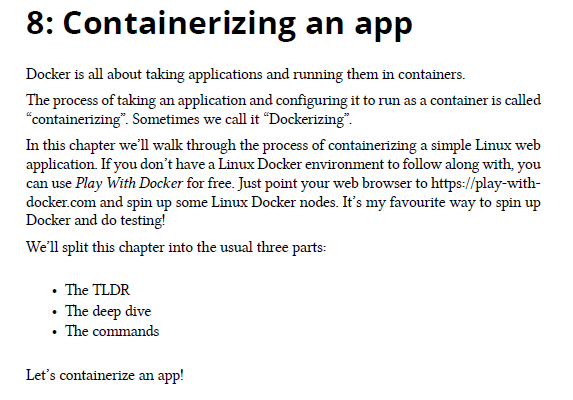 8: Containerizing an app
Docker is all about taking applications and running them in containers.
The process of taking an application and configuring it to run as a container is called
“containerizing”. Sometimes we call it “Dockerizing”.
In this chapter we’ll walk through the process of containerizing a simple Linux web
application. If you don’t have a Linux Docker environment to follow along with, you
can use Play With Docker for free. Just point your web browser to https://play-with-
docker.com and spin up some Linux Docker nodes. It’s my favourite way to spin up
Docker and do testing!
We’ll split this chapter into the usual three parts:
• The TLDR
• The deep dive
• The commands
Let’s containerize an app!